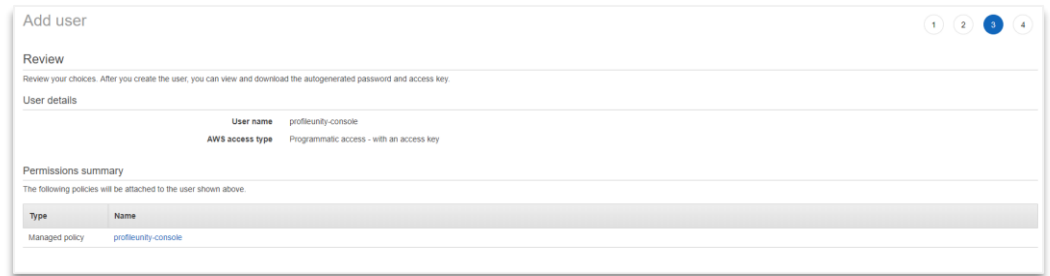 Add user
1 2 3 4
Review
Review your choices. After you create the user, you can view and download the autogenerated password and access key.
User details
User name profileunity-console
AWS access type Programmatic access - with an access key
Permissions summary
The following policies will be attached to the user shown above.
Type Name
Managed policy profileunity-console